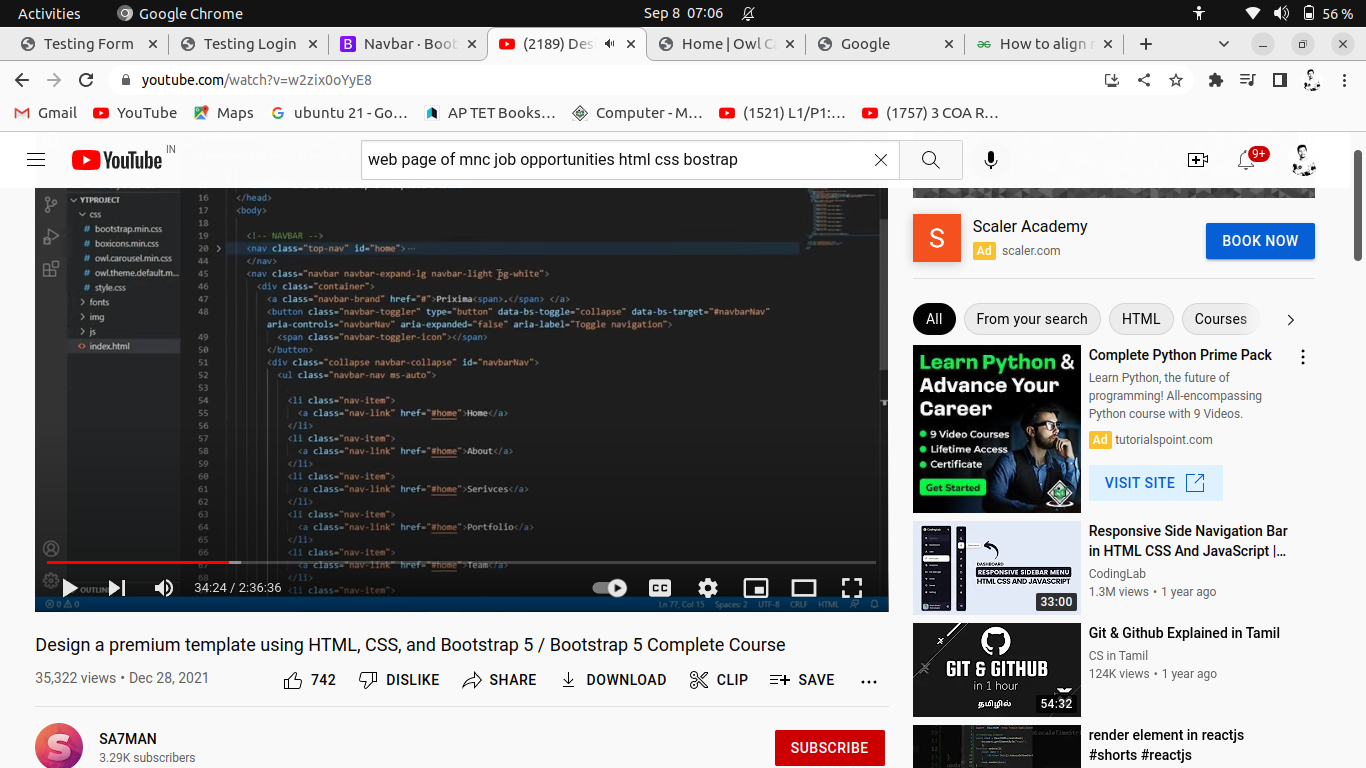 Activities
Google Chrome
Sep 8 07:06
56 %
Testing Form
Testing Login
Navbar · Boot
(2189) Des
Home | Owl Ca
Google
How to align r
youtube.com/watch?v=w2zix0oYyE8
Gmail
YouTube
Maps
ubuntu 21 - Go...
AP TET Books...
Computer - M...
(1521) L1/P1:...
(1757) 3 COA R...
YouTube IN
web page of mnc job opportunities html css bostrap
9+
YTPROJECT
css
# bootstrap.min.css
# boxicons.min.css
# owl.carousel.min.css
# owl.theme.default.m...
# style.css
fonts
img
js
index.html
OUTLINE
16 </head>
17 <body>
18
19 <!-- NAVBAR -->
20 <nav class="top-nav" id="home">...
44 </nav>
45 <nav class="navbar navbar-expand-lg navbar-light bg-white">
46 <div class="container">
47 <a class="navbar-brand" href="#">Prixima<span>.</span> </a>
48 <button class="navbar-toggler" type="button" data-bs-toggle="collapse" data-bs-target="#navbarNav"
aria-controls="navbarNav" aria-expanded="false" aria-label="Toggle navigation">
49 <span class="navbar-toggler-icon"></span>
50 </button>
51 <div class="collapse navbar-collapse" id="navbarNav">
52 <ul class="navbar-nav ms-auto">
53
54 <li class="nav-item">
55 <a class="nav-link" href="#home">Home</a>
56 </li>
57 <li class="nav-item">
58 <a class="nav-link" href="#home">About</a>
59 </li>
60 <li class="nav-item">
61 <a class="nav-link" href="#home">Serivces</a>
62 </li>
63 <li class="nav-item">
64 <a class="nav-link" href="#home">Portfolio</a>
65 </li>
66 <li class="nav-item">
67 <a class="nav-link" href="#home">Team</a>
68 </li>
<li class="nav-item">
34:24 / 2:36:36
CC
0 0
Ln 77, Col 15 Spaces: 2 UTF-8 CRLF HTML
Design a premium template using HTML, CSS, and Bootstrap 5 / Bootstrap 5 Complete Course
35,322 views • Dec 28, 2021
742
DISLIKE
SHARE
DOWNLOAD
CLIP
SAVE
S
SA7MAN
3.29K subscribers
SUBSCRIBE
S
Scaler Academy
Ad scaler.com
BOOK NOW
All
From your search
HTML
Courses
Learn Python &
Advance Your
Career
9 Video Courses
Lifetime Access
Certificate
Get Started
Complete Python Prime Pack
Learn Python, the future of
programming! All-encompassing
Python course with 9 Videos.
Ad tutorialspoint.com
VISIT SITE
DASHBOARD
RESPONSIVE SIDEBAR MENU
HTML CSS AND JAVASCRIPT
33:00
Responsive Side Navigation Bar
in HTML CSS And JavaScript |...
CodingLab
1.3M views • 1 year ago
GIT & GITHUB
in 1 hour
தமிழில்
54:32
Git & Github Explained in Tamil
CS in Tamil
124K views • 1 year ago
render element in reactjs
#shorts #reactjs